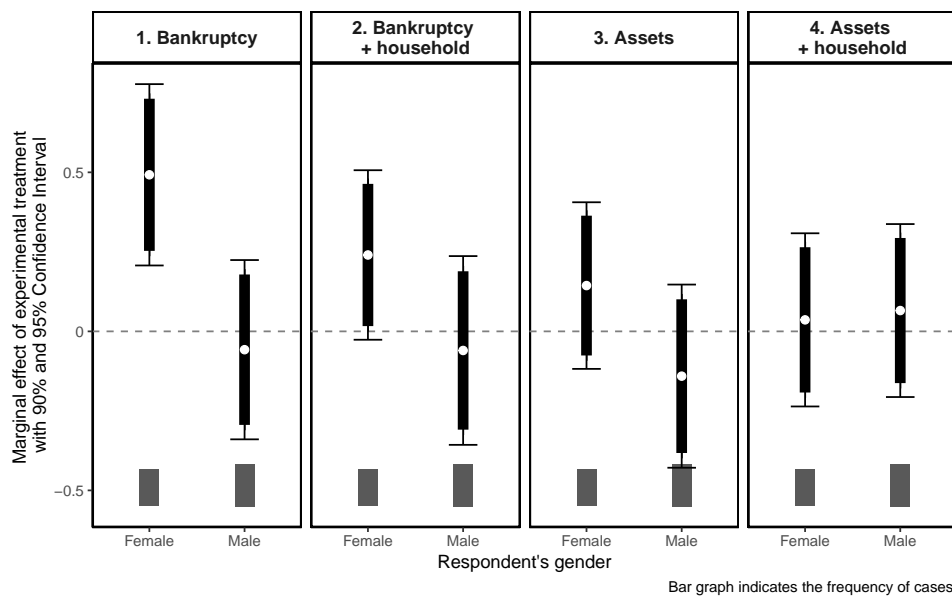 1. Bankruptcy
2. Bankruptcy
+ household
3. Assets
4. Assets
+ household
Marginal effect of experimental treatment
with 90% and 95% Confidence Interval
0.5
0
−0.5
Female
Male
Female
Male
Female
Male
Female
Male
Respondent's gender
Bar graph indicates the frequency of cases